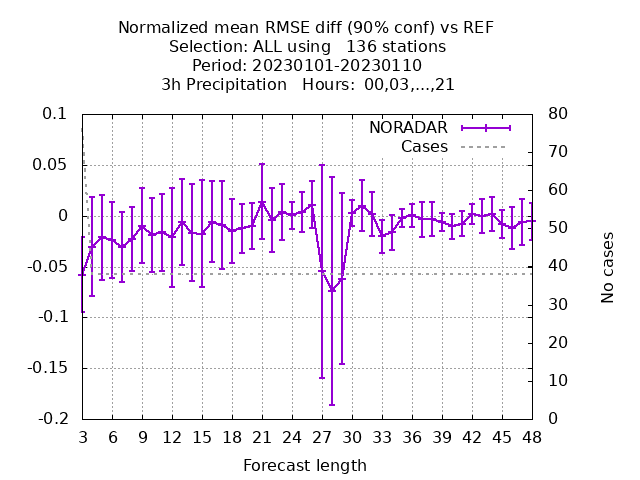 Normalized mean RMSE diff (90% conf) vs REF
Selection: ALL using   136 stations
Period: 20230101-20230110
3h Precipitation   Hours:  00,03,...,21
NORADAR
Cases
0.1
0.05
0
-0.05
-0.1
-0.15
-0.2
80
70
60
50
40
30
20
10
0
No cases
3 6 9 12 15 18 21 24 27 30 33 36 39 42 45 48
Forecast length